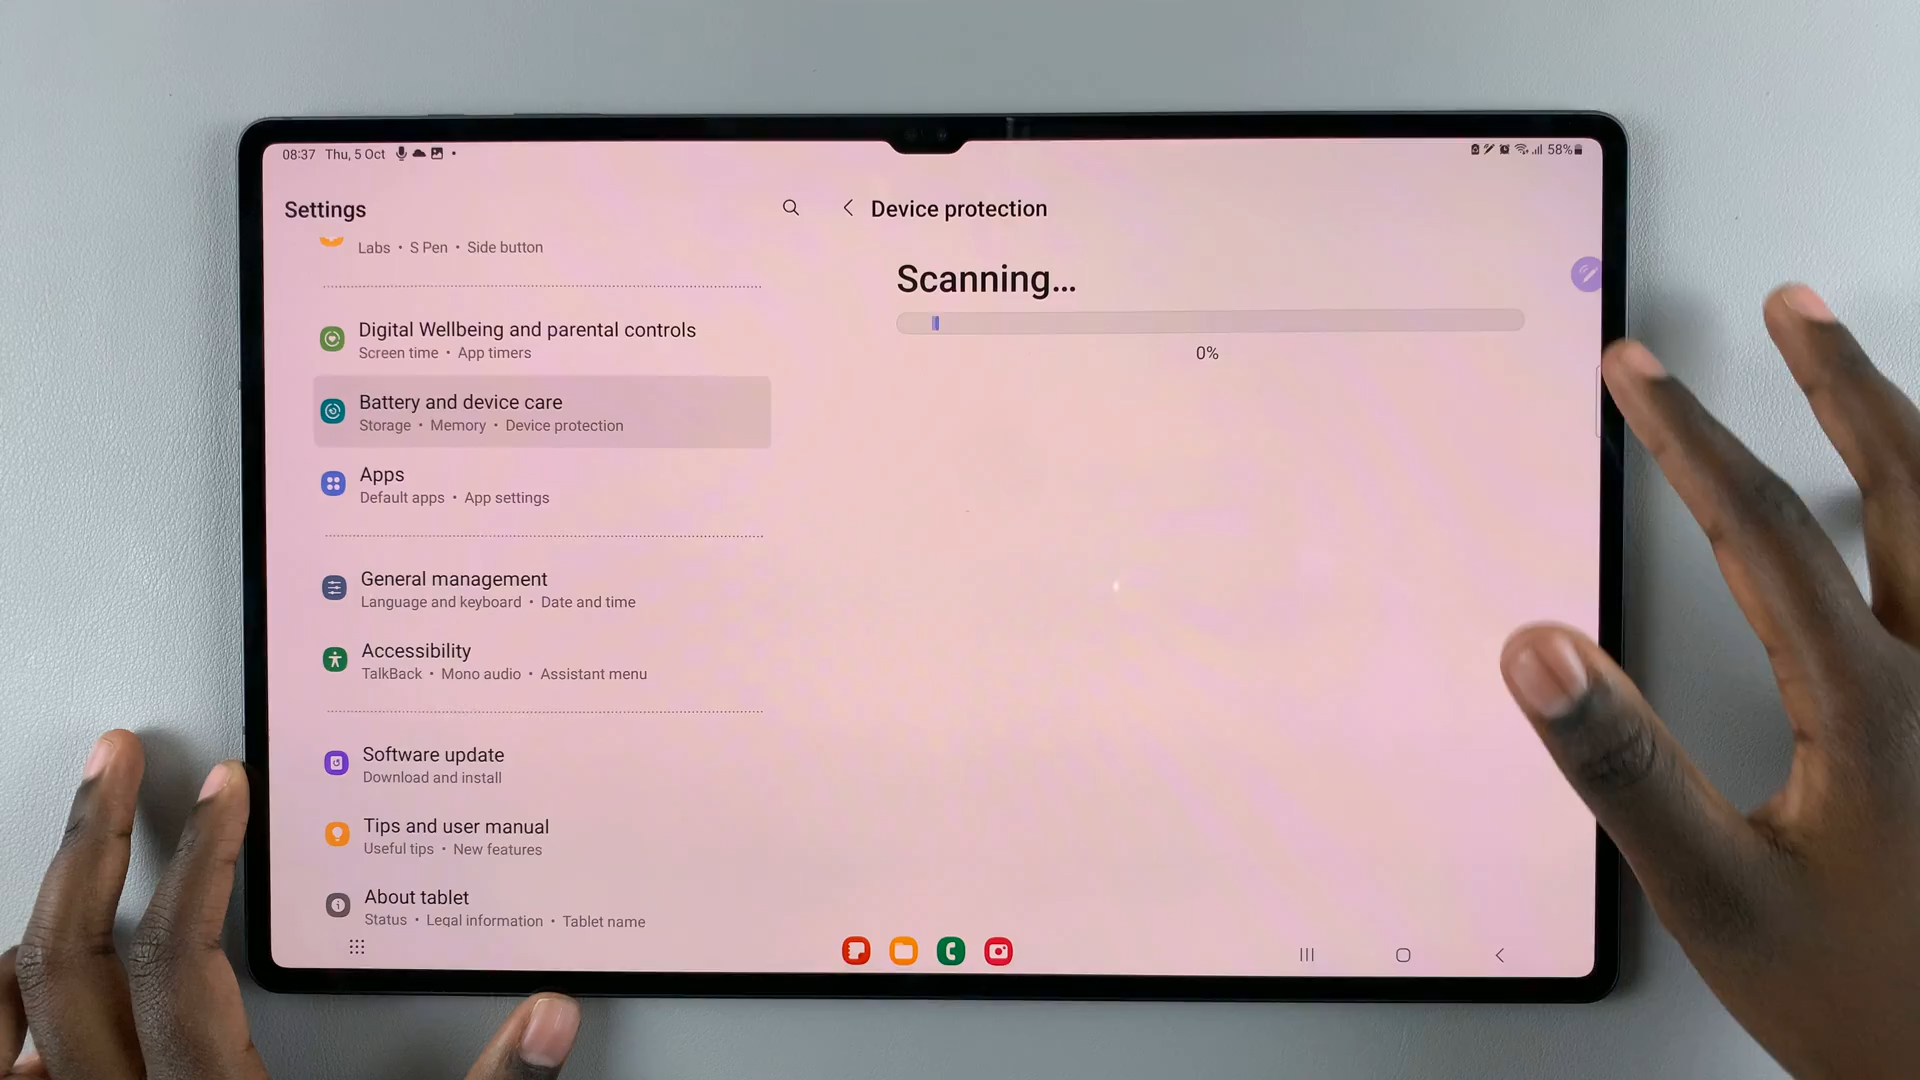 08:37 Thu, 5 Oct
58%
Settings
Labs • S Pen • Side button
Digital Wellbeing and parental controls
Screen time • App timers
Battery and device care
Storage • Memory • Device protection
Apps
Default apps • App settings
General management
Language and keyboard • Date and time
Accessibility
TalkBack • Mono audio • Assistant menu
Software update
Download and install
Tips and user manual
Useful tips • New features
About tablet
Status • Legal information • Tablet name
Device protection
Scanning...
0%